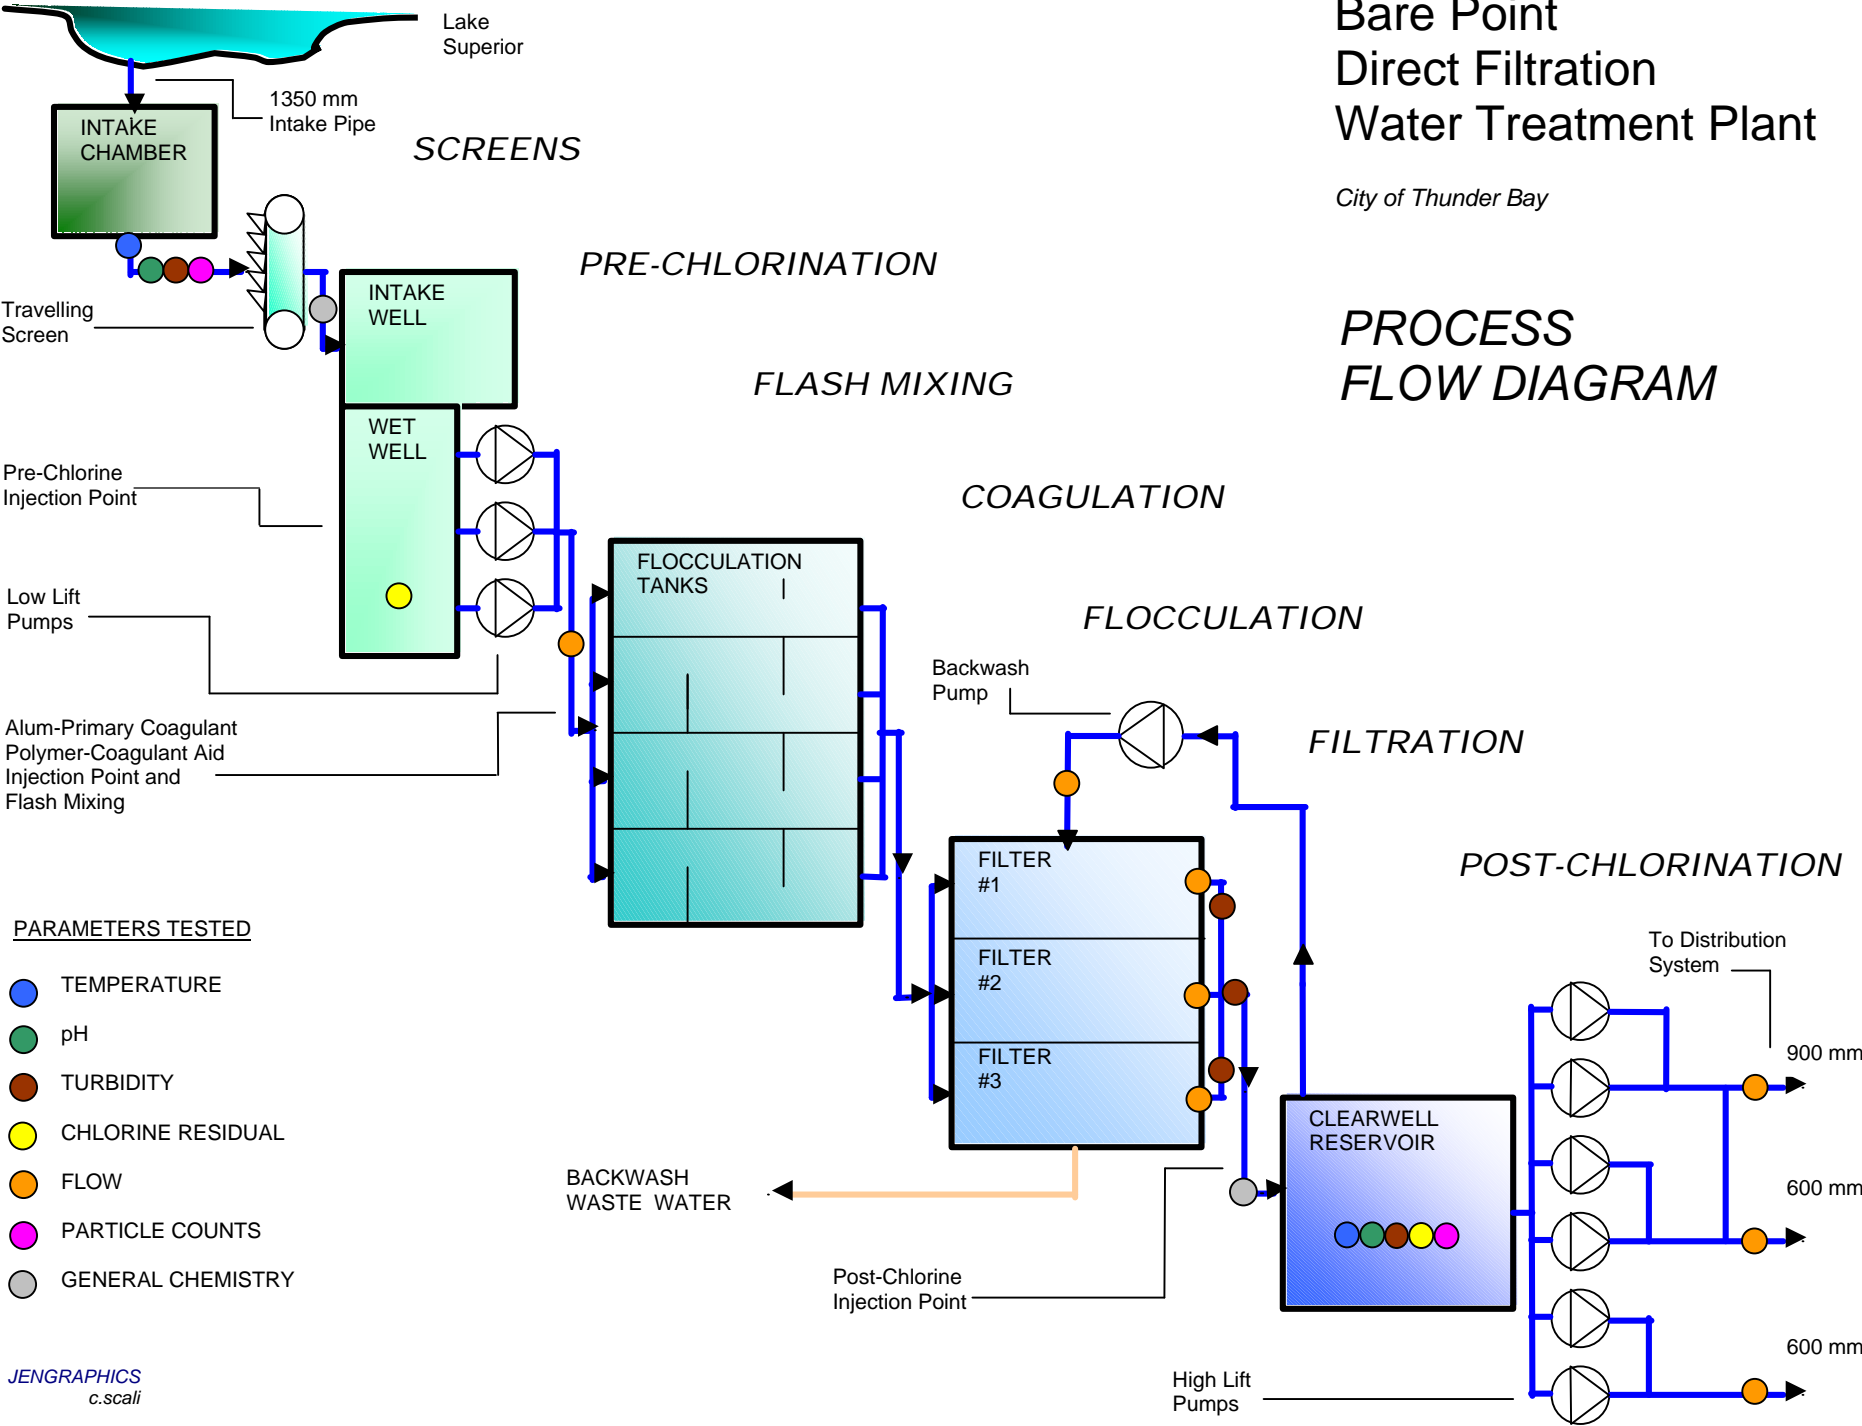 Bare Point
Direct Filtration
Water Treatment Plant
City of Thunder Bay
PROCESS
FLOW DIAGRAM
Lake
Superior
1350 mm
Intake Pipe
INTAKE
CHAMBER
SCREENS
PRE-CHLORINATION
Travelling
Screen
INTAKE
WELL
FLASH MIXING
WET
WELL
Pre-Chlorine
Injection Point
COAGULATION
Low Lift
Pumps
FLOCCULATION
TANKS
FLOCCULATION
Backwash
Pump
Alum-Primary Coagulant
Polymer-Coagulant Aid
Injection Point and
Flash Mixing
FILTRATION
FILTER
#1
FILTER
#2
FILTER
#3
POST-CHLORINATION
To Distribution
System
900 mm
600 mm
600 mm
CLEARWELL
RESERVOIR
BACKWASH
WASTE WATER
Post-Chlorine
Injection Point
High Lift
Pumps
PARAMETERS TESTED
TEMPERATURE
pH
TURBIDITY
CHLORINE RESIDUAL
FLOW
PARTICLE COUNTS
GENERAL CHEMISTRY
JENGRAPHICS
c.scali